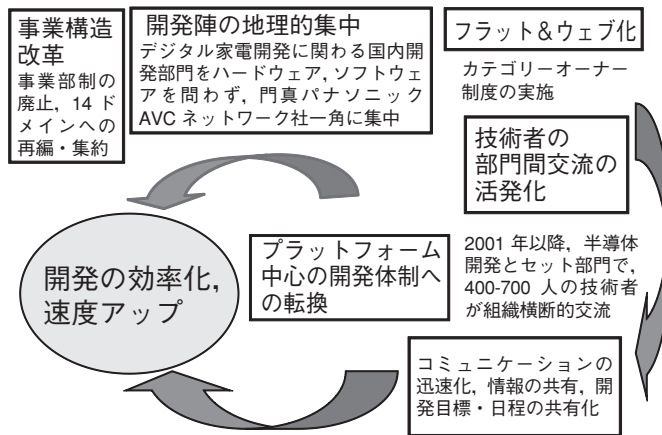 事業構造
改革
事業部制の
廃止，14 ド
メインへの
再編・集約
開発陣の地理的集中
デジタル家電開発に関わる国内開
発部門をハードウェア，ソフトウェ
アを問わず，門真パナソニック
AVC ネットワーク社一角に集中
フラット＆ウェブ化
カテゴリーオーナー
制度の実施
技術者の
部門間交流の
活発化
2001 年以降，半導体
開発とセット部門で，
400-700 人の技術者
が組織横断的交流
プラットフォーム
中心の開発体制へ
の転換
開発の効率化，
速度アップ
コミュニケーションの
迅速化，情報の共有，開
発目標・日程の共有化